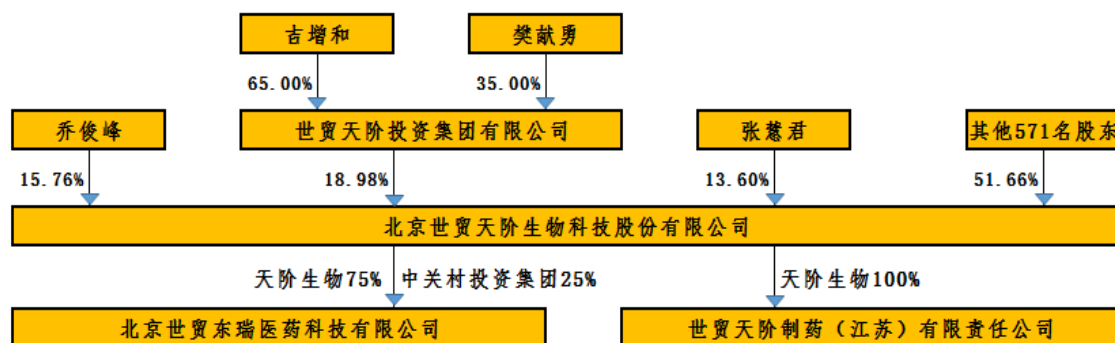 吉增和
樊献勇
65.00%
35.00%
乔俊峰
世贸天阶投资集团有限公司
张慧君
其他571名股东
15.76%
18.98%
13.60%
51.66%
北京世贸天阶生物科技股份有限公司
天阶生物75%
中关村投资集团25%
天阶生物100%
北京世贸东瑞医药科技有限公司
世贸天阶制药（江苏）有限责任公司